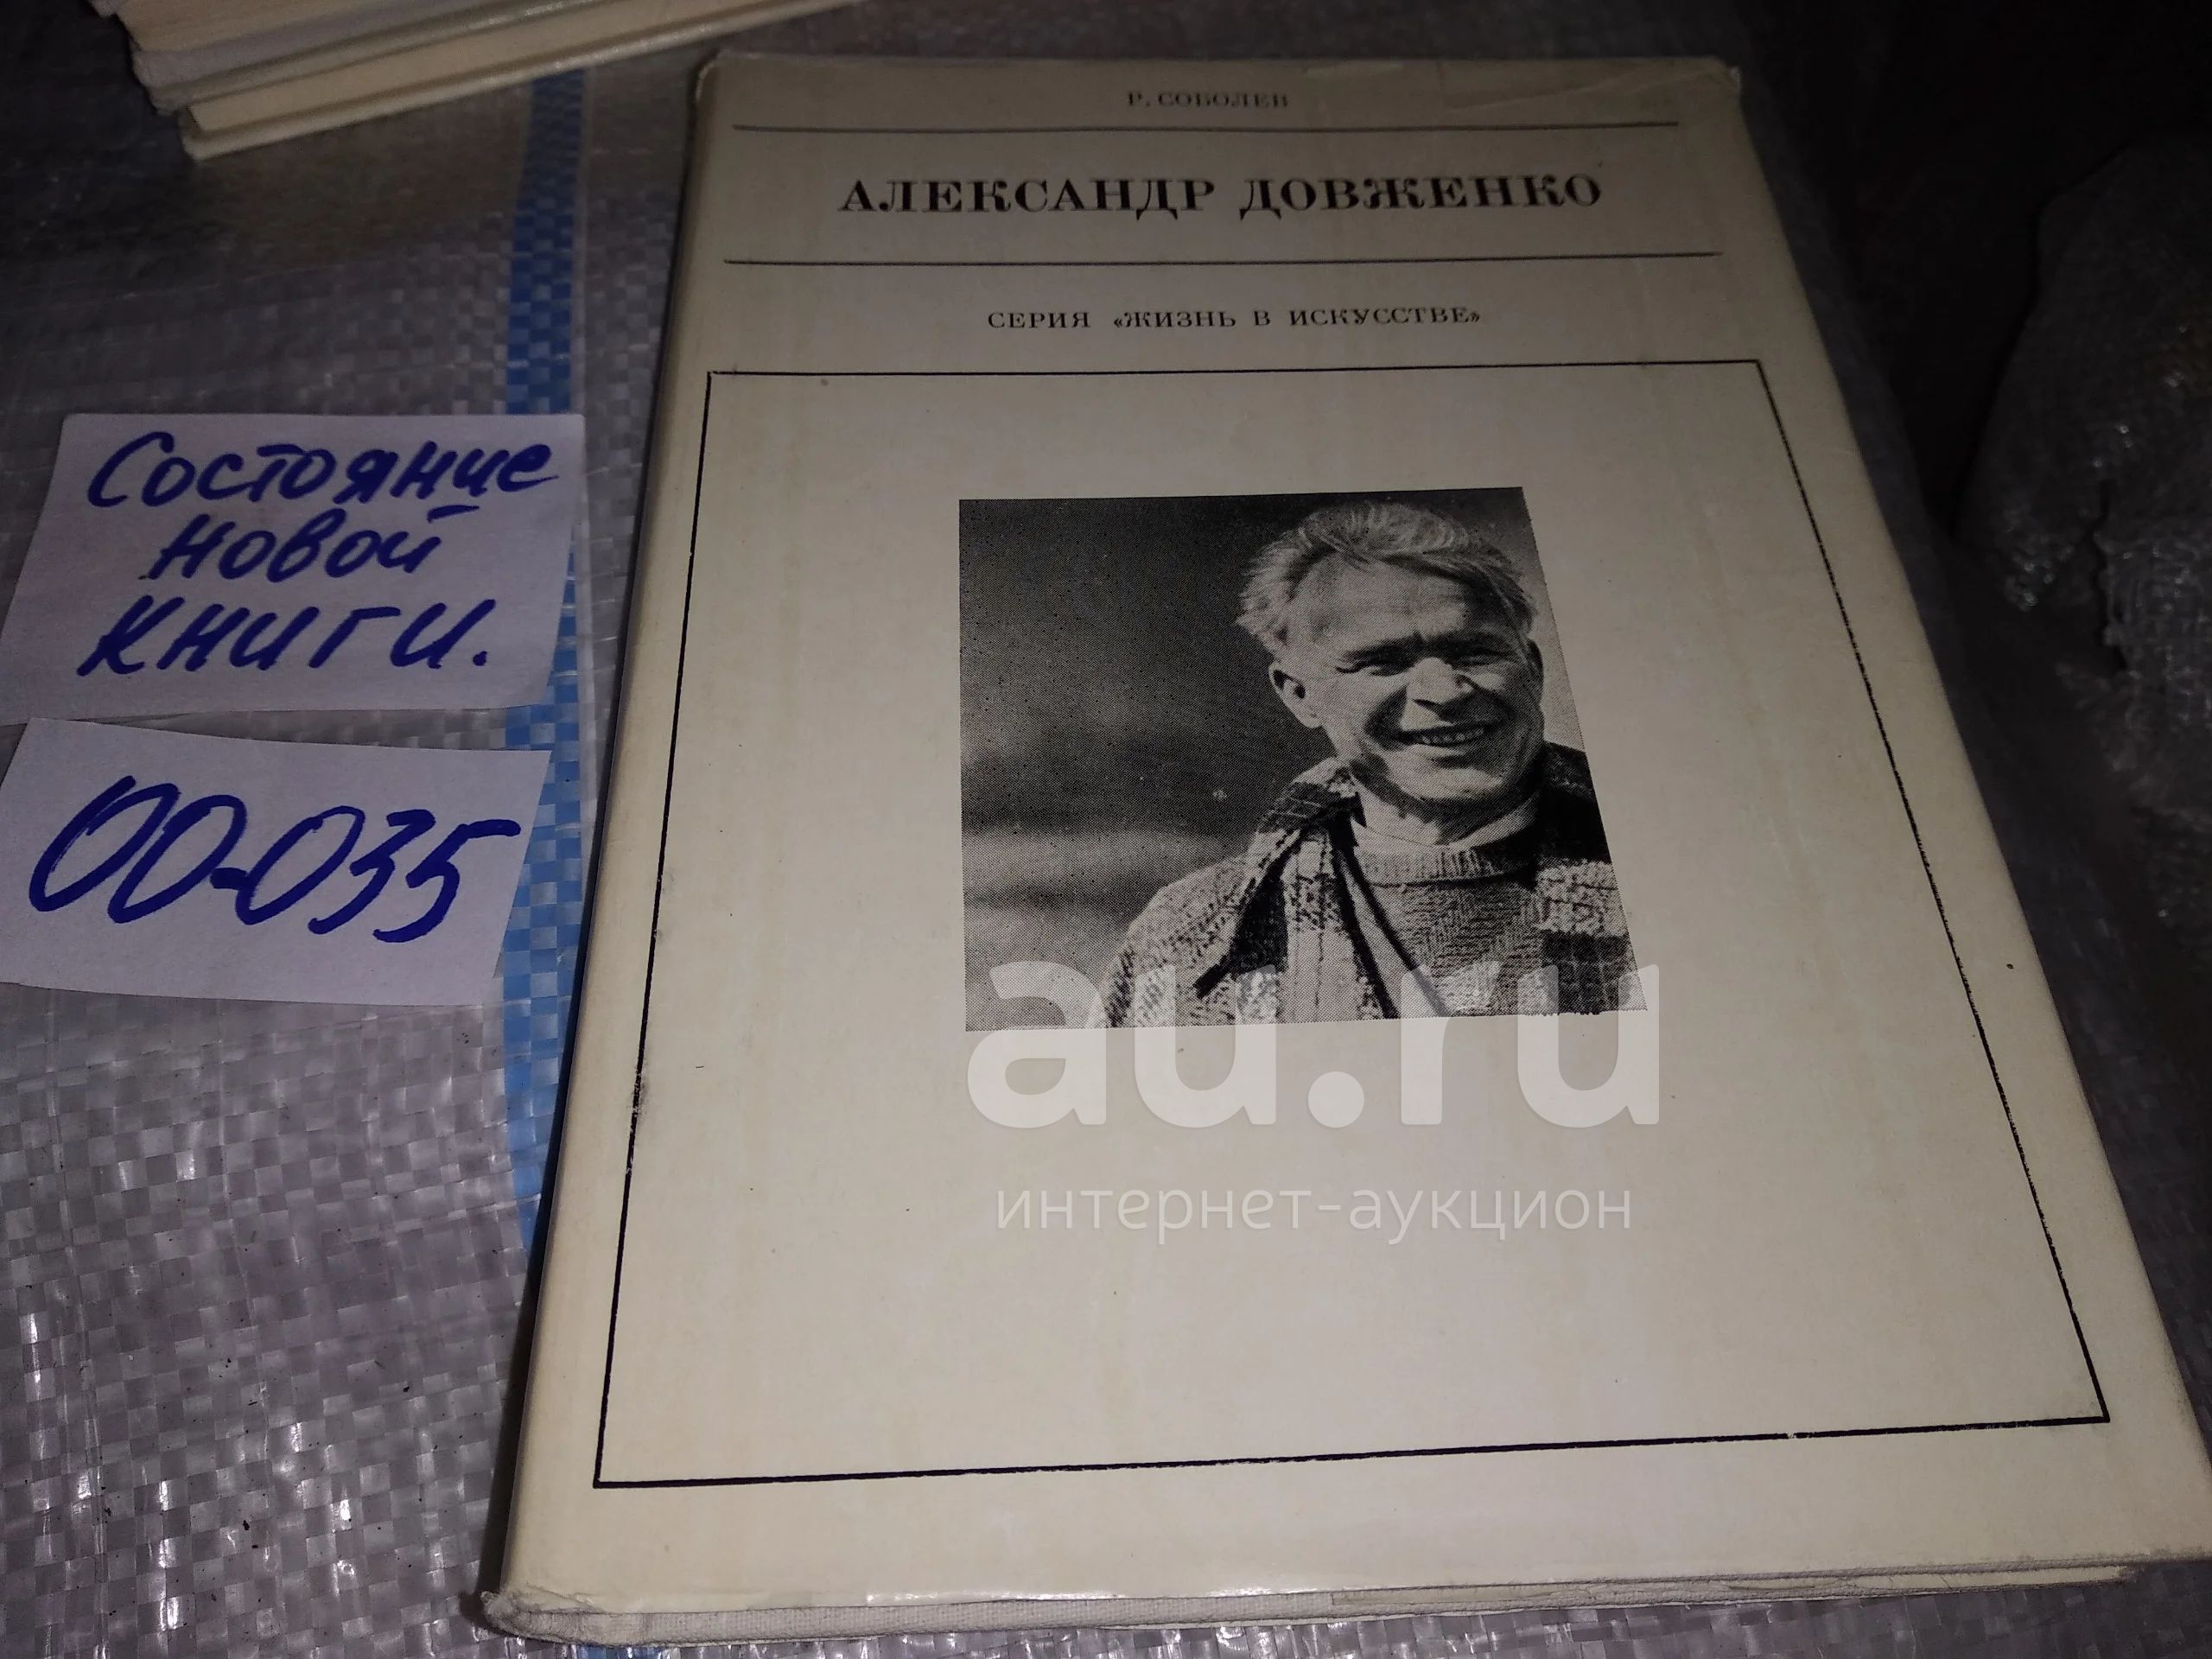 Р. СОБОЛЕВ
АЛЕКСАНДР ДОВЖЕНКО
СЕРИЯ «ЖИЗНЬ В ИСКУССТВЕ»
Состояние
новой
книги.
00-035
au.ru
интернет-аукцион